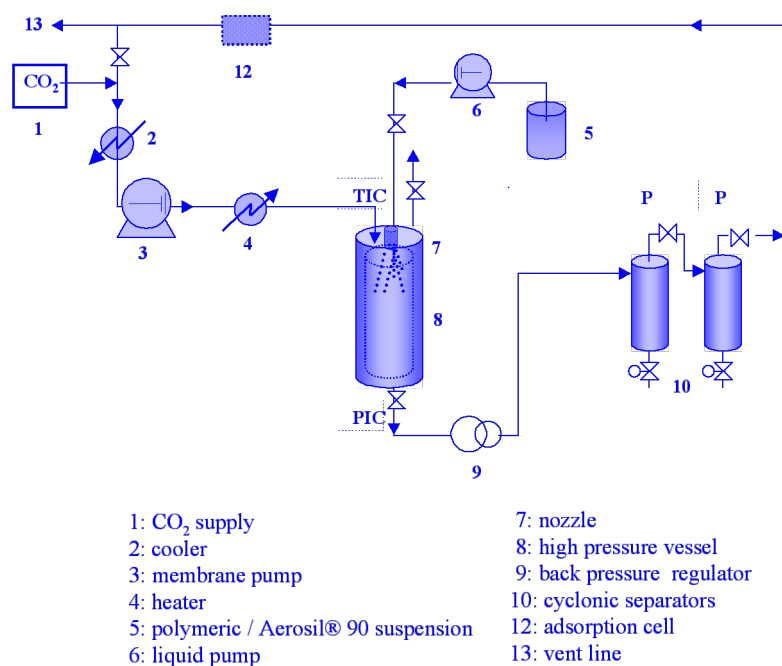 13
12
CO₂
1
2
6
5
TIC
P
P
3
4
7
8
10
PIC
9
1: CO₂ supply
2: cooler
3: membrane pump
4: heater
5: polymeric / Aerosil® 90 suspension
6: liquid pump
7: nozzle
8: high pressure vessel
9: back pressure regulator
10: cyclonic separators
12: adsorption cell
13: vent line